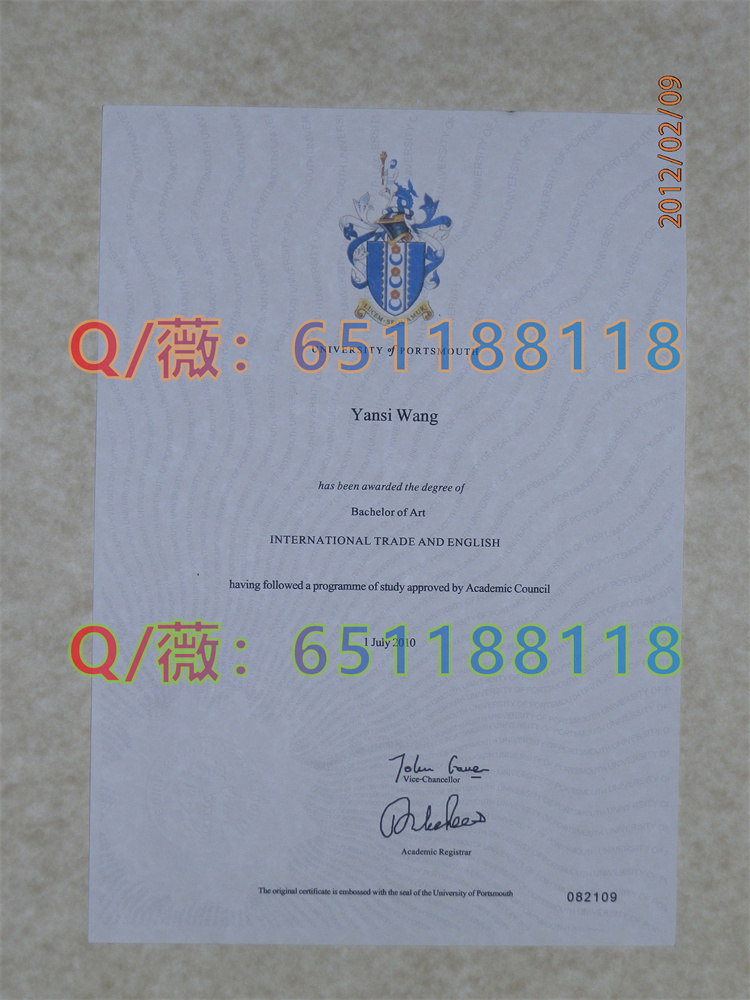 2012/02/09
UNIVERSITY of PORTSMOUTH
Q/薇：651188118
Yansi Wang
has been awarded the degree of
Bachelor of Art
INTERNATIONAL TRADE AND ENGLISH
having followed a programme of study approved by Academic Council
1 July 2010
Q/薇：651188118
Vice-Chancellor
Academic Registrar
The original certificate is embossed with the seal of the University of Portsmouth
082109